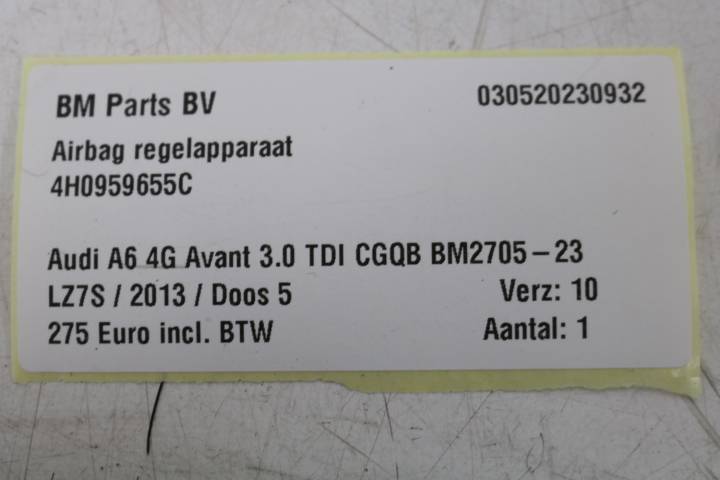 BM Parts BV 030520230932
Airbag regelapparaat
4H0959655C
Audi A6 4G Avant 3.0 TDI CGQB BM2705-23
LZ7S / 2013 / Doos 5 Verz: 10
275 Euro incl. BTW Aantal: 1